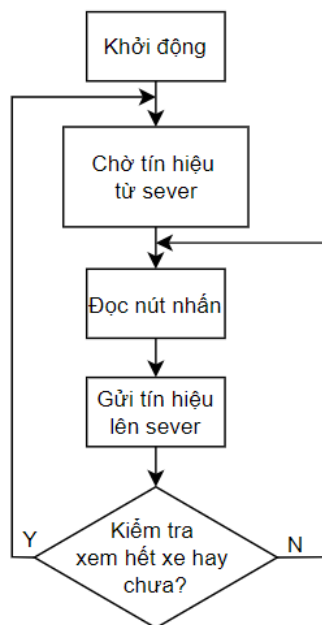 Khởi động
Chờ tín hiệu
từ sever
Đọc nút nhấn
Gửi tín hiệu
lên sever
Kiểm tra
xem hết xe hay
chưa?
Y
N